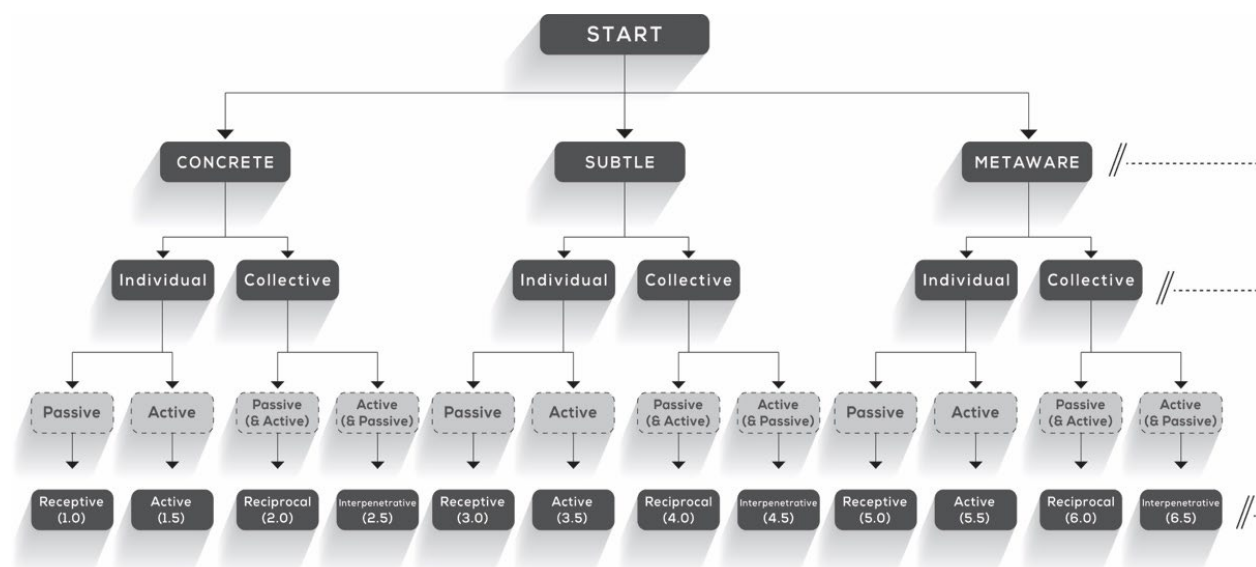 START
CONCRETE
SUBTLE
METAWARE
Individual
Collective
Individual
Collective
Individual
Collective
Passive
Active
Passive
(& Active)
Active
(& Passive)
Passive
Active
Passive
(& Active)
Active
(& Passive)
Passive
Active
Passive
(& Active)
Active
(& Passive)
Receptive
(1.0)
Active
(1.5)
Reciprocal
(2.0)
Interpenetrative
(2.5)
Receptive
(3.0)
Active
(3.5)
Reciprocal
(4.0)
Interpenetrative
(4.5)
Receptive
(5.0)
Active
(5.5)
Reciprocal
(6.0)
Interpenetrative
(6.5)